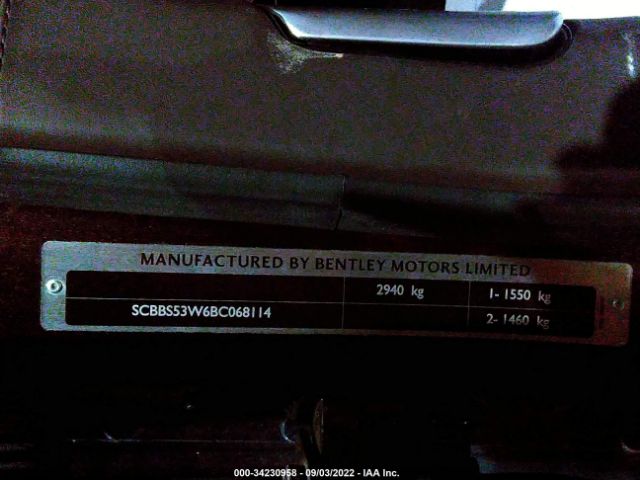 MANUFACTURED BY BENTLEY MOTORS LIMITED
2940 kg 1- 1550 kg
SCBBS53W6BC068114 2- 1460 kg
000-34230958 - 09/03/2022 - IAA Inc.